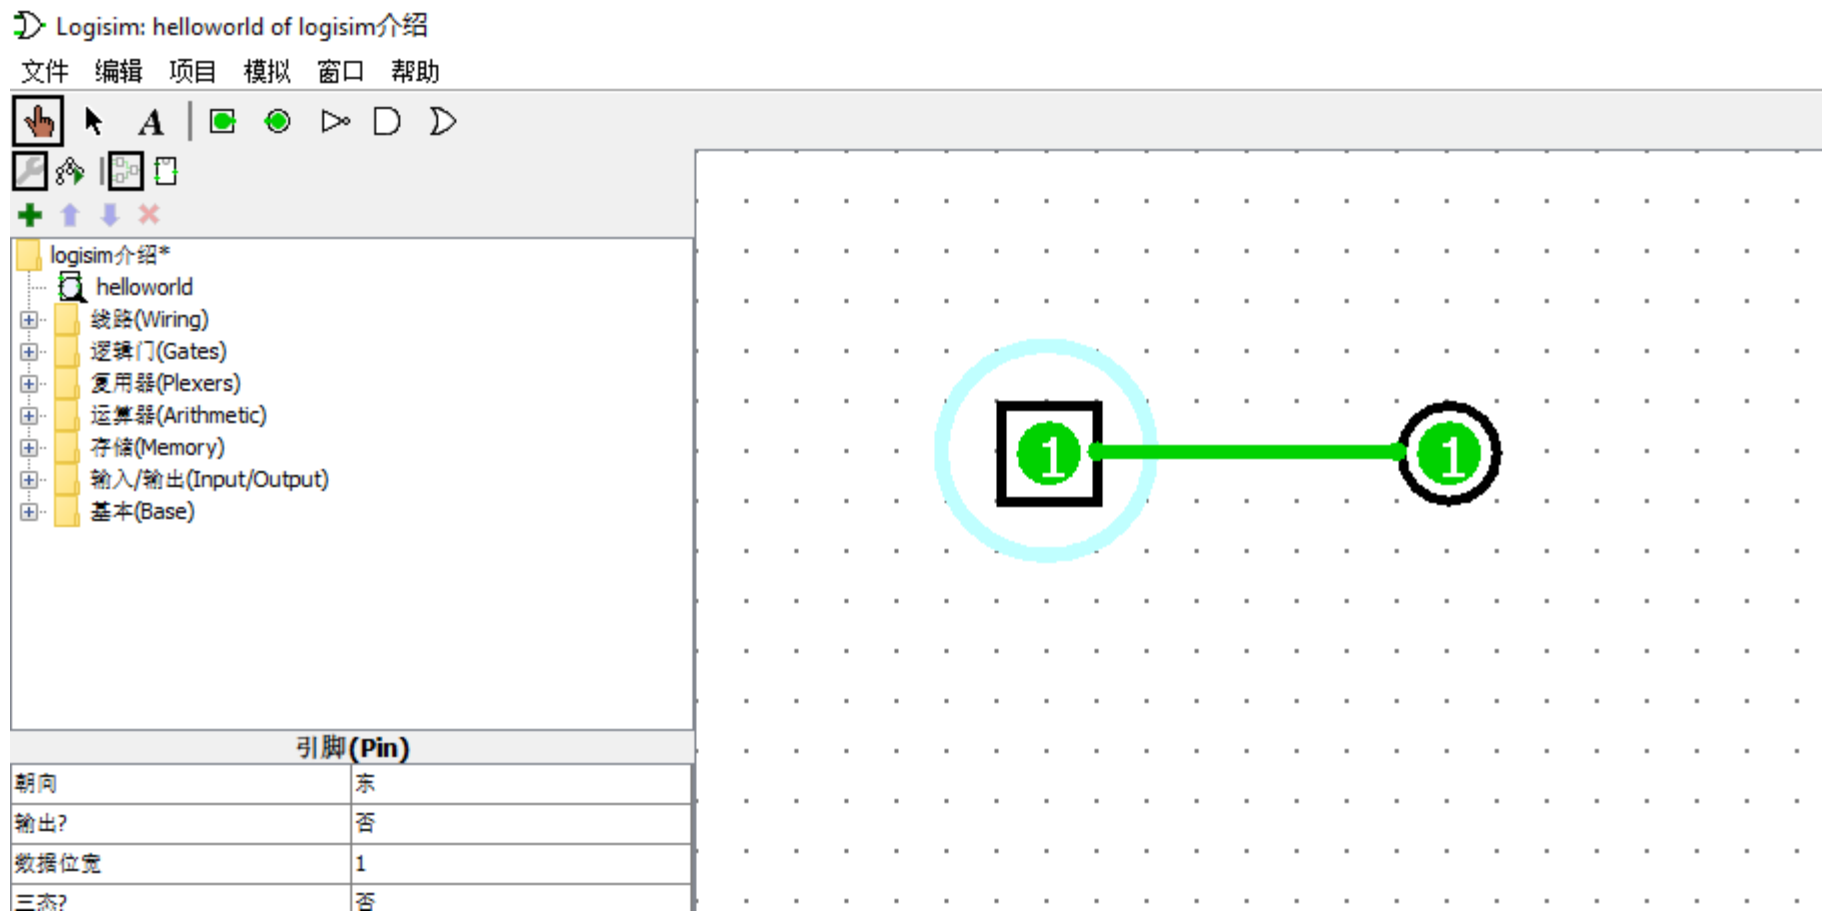 Logisim: helloworld of logisim介绍
文件 编辑 项目 模拟 窗口 帮助
A
logisim介绍*
helloworld
线路(Wiring)
逻辑门(Gates)
复用器(Plexers)
运算器(Arithmetic)
存储(Memory)
输入/输出(Input/Output)
基本(Base)
1 1
引脚(Pin)
朝向 东
输出? 否
数据位宽 1
三态? 否